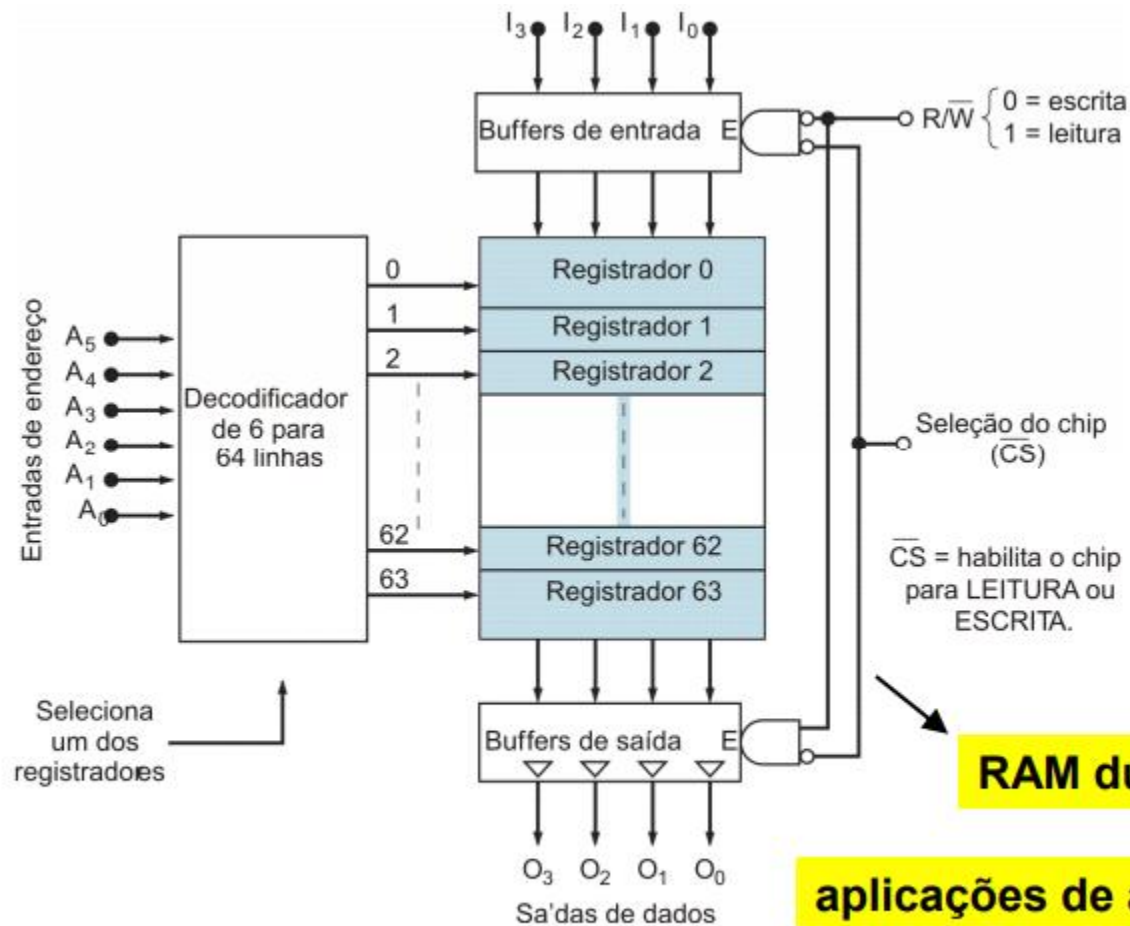 I₃ I₂ I₁ I₀
Buffers de entrada E
R/W̅ { 0 = escrita
1 = leitura
Entradas de endereço
A₅
A₄
A₃
A₂
A₁
A₀
Decodificador
de 6 para
64 linhas
0
1
2
62
63
Registrador 0
Registrador 1
Registrador 2
Registrador 62
Registrador 63
Seleção do chip
(C̅S̅)
C̅S̅ = habilita o chip
para LEITURA ou
ESCRITA.
Seleciona
um dos
registradores
Buffers de saída E
O₃ O₂ O₁ O₀
Sa'das de dados
RAM du
aplicações de a